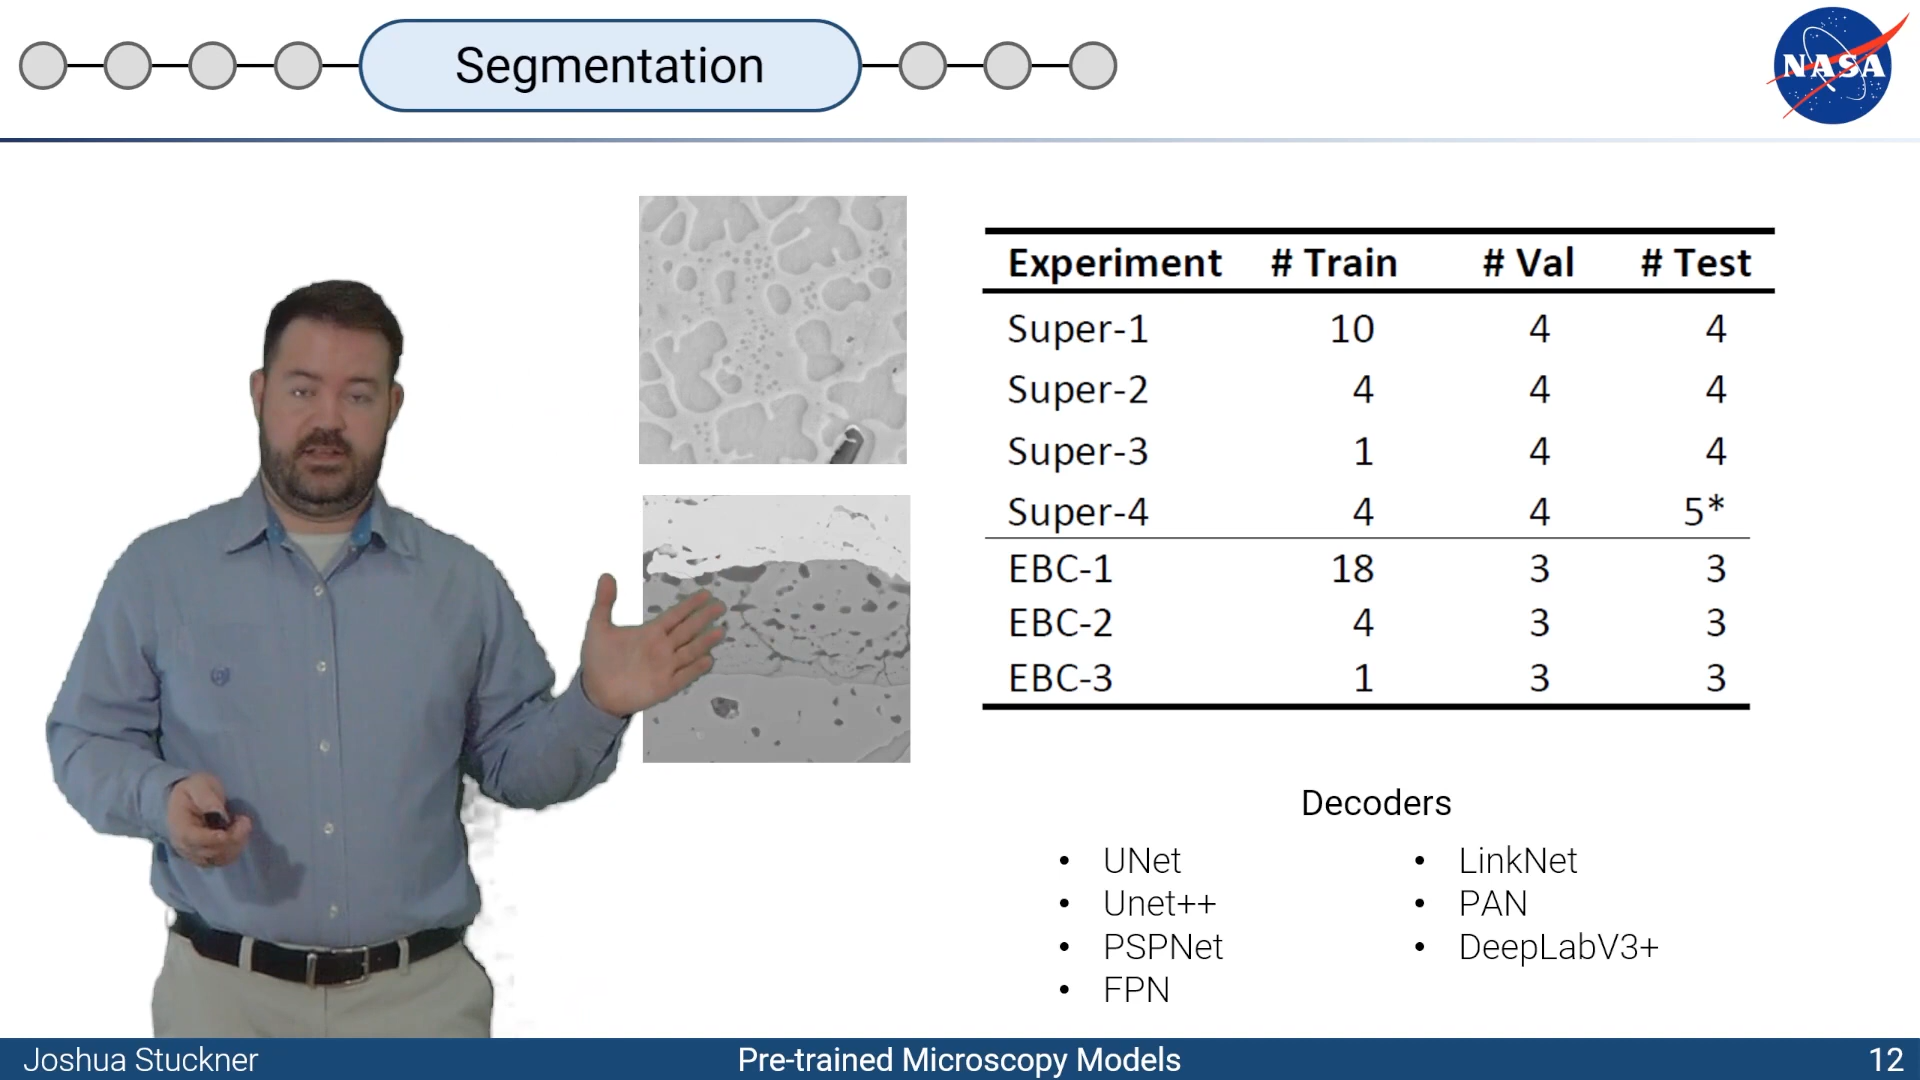 Segmentation
NASA
Experiment # Train # Val # Test
Super-1 10 4 4
Super-2 4 4 4
Super-3 1 4 4
Super-4 4 4 5*
EBC-1 18 3 3
EBC-2 4 3 3
EBC-3 1 3 3
Decoders
• UNet
• Unet++
• PSPNet
• FPN
• LinkNet
• PAN
• DeepLabV3+
Joshua Stuckner
Pre-trained Microscopy Models
12